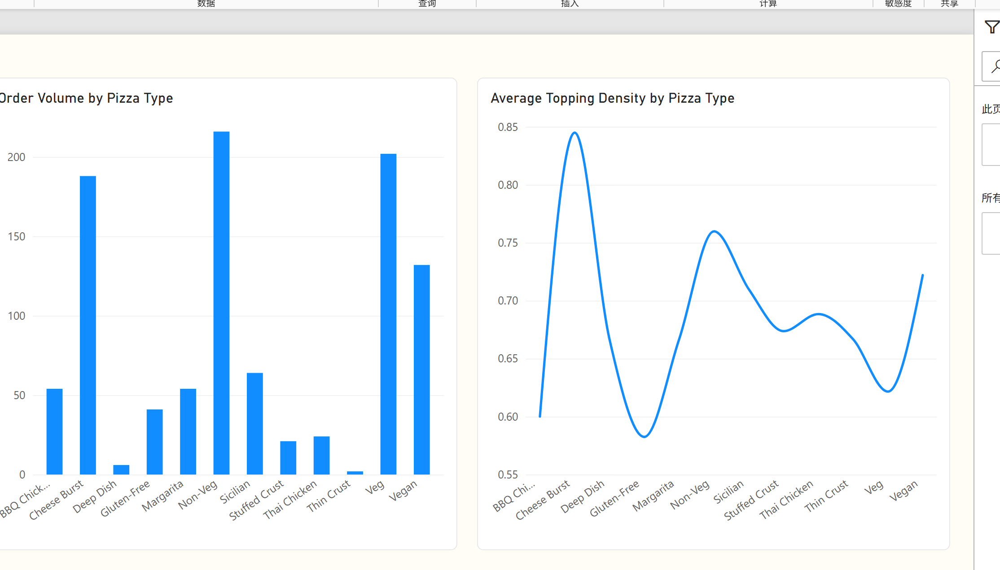 数据
查询
插入
计算
敏感度
共享
Order Volume by Pizza Type
200
150
100
50
0
BBQ Chick...
Cheese Burst
Deep Dish
Gluten-Free
Margarita
Non-Veg
Sicilian
Stuffed Crust
Thai Chicken
Thin Crust
Veg
Vegan
Average Topping Density by Pizza Type
0.85
0.80
0.75
0.70
0.65
0.60
0.55
BBQ Chi...
Cheese Burst
Deep Dish
Gluten-Free
Margarita
Non-Veg
Sicilian
Stuffed Crust
Thai Chicken
Thin Crust
Veg
Vegan
此页
所有